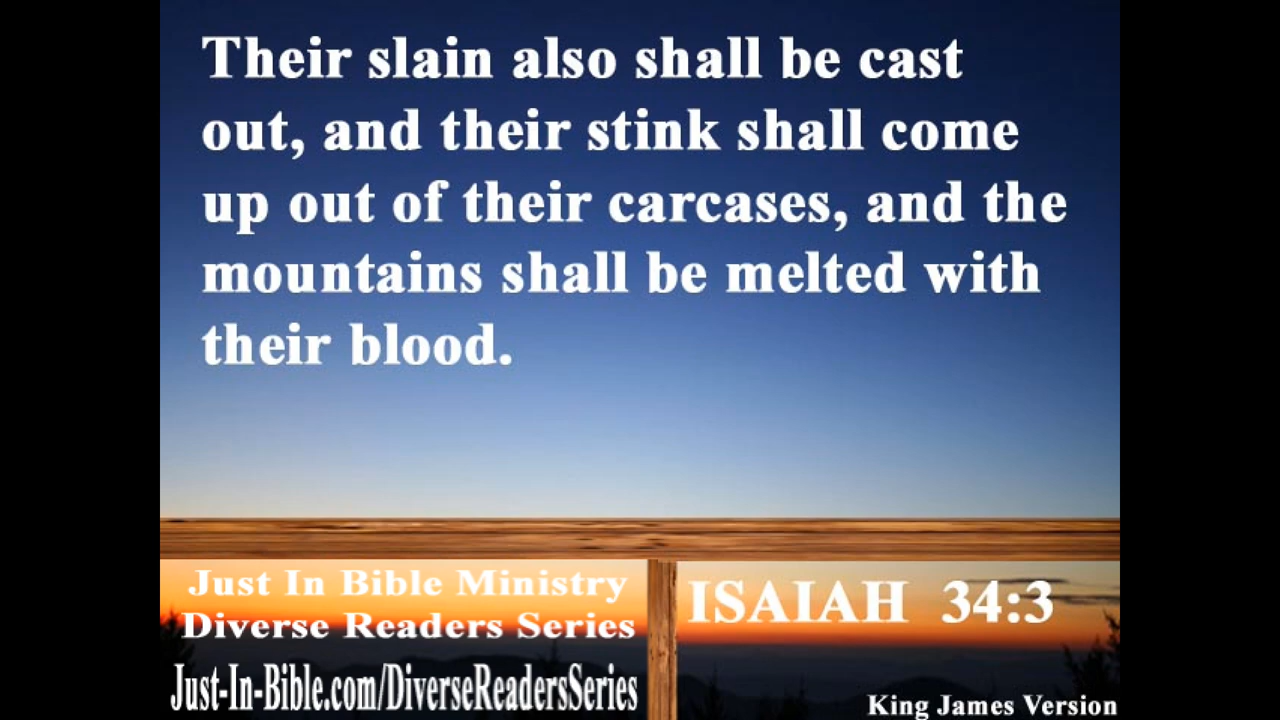 Their slain also shall be cast
out, and their stink shall come
up out of their carcases, and the
mountains shall be melted with
their blood.
Just In Bible Ministry
Diverse Readers Series
Just-In-Bible.com/DiverseReadersSeries
ISAIAH 34:3
King James Version